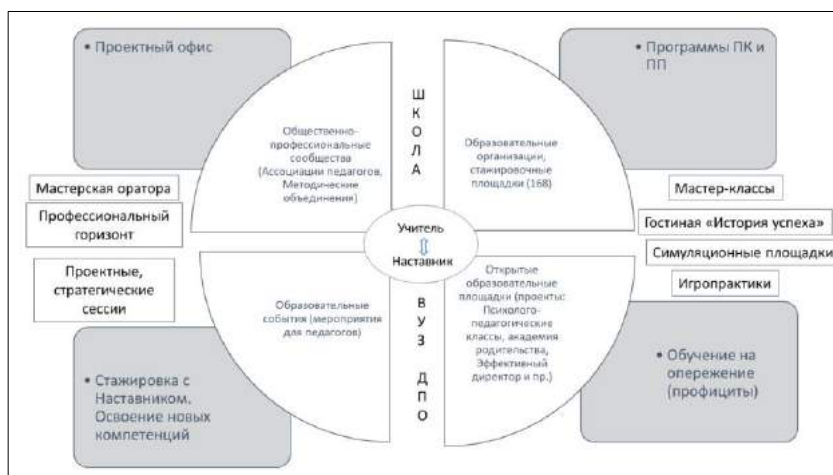 • Проектный офис
• Программы ПК и
ПП
ШКОЛА
Общественно-
профессиональные
сообщества
(Ассоциации педагогов,
Методические
объединения)
Образовательные
организации,
стажировочные
площадки (168)
Мастерская оратора
Профессиональный
горизонт
Проектные,
стратегические
сессии
Мастер-классы
Гостиная «История успеха»
Симуляционные площадки
Игропрактики
Учитель
Наставник
Образовательные
события (мероприятия
для педагогов)
Открытые
образовательные
площадки (проекты:
Психолого-
педагогические
классы, академия
родительства,
Эффективный
директор и пр.)
ВУЗ ДПО
• Стажировка с
Наставником.
Освоение новых
компетенций
• Обучение на
опережение
(профициты)